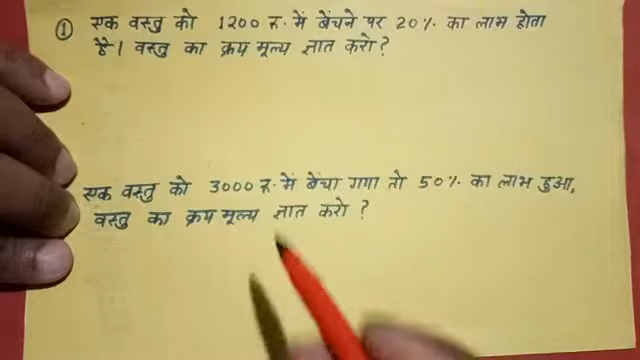 ① एक वस्तु को 1200 रु. में बेंचने पर 20% का लाभ होता
है। वस्तु का क्रय मूल्य ज्ञात करो?
एक वस्तु को 3000 रु. में बेंचा गया तो 50% का लाभ हुआ,
वस्तु का क्रय मूल्य ज्ञात करो?